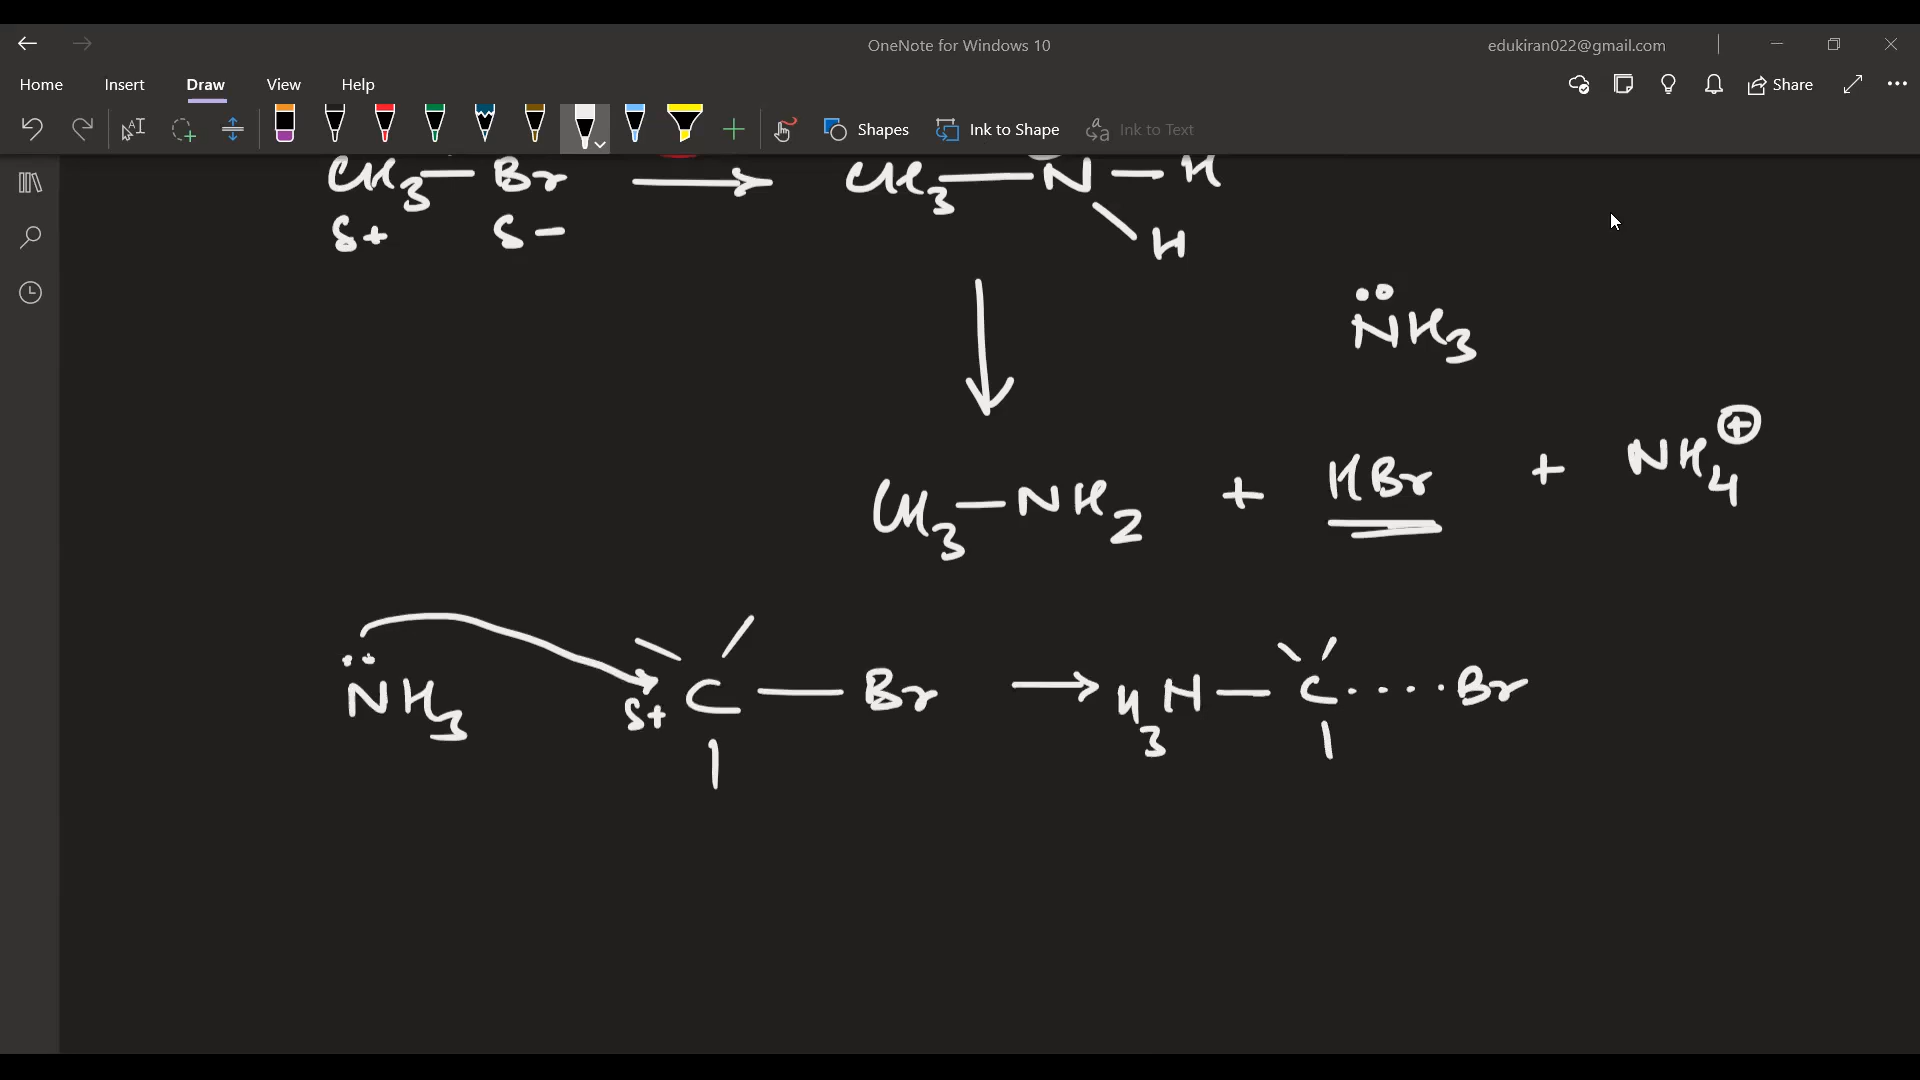 OneNote for Windows 10
edukiran022@gmail.com
Home Insert Draw View Help
Share
Shapes Ink to Shape Ink to Text
CH3—Br → CH3—N—H
δ+ δ−
H
••
NH3
CH3—NH2 + HBr + NH4⊕
••
NH3 δ+ C—Br → H3N—C····Br